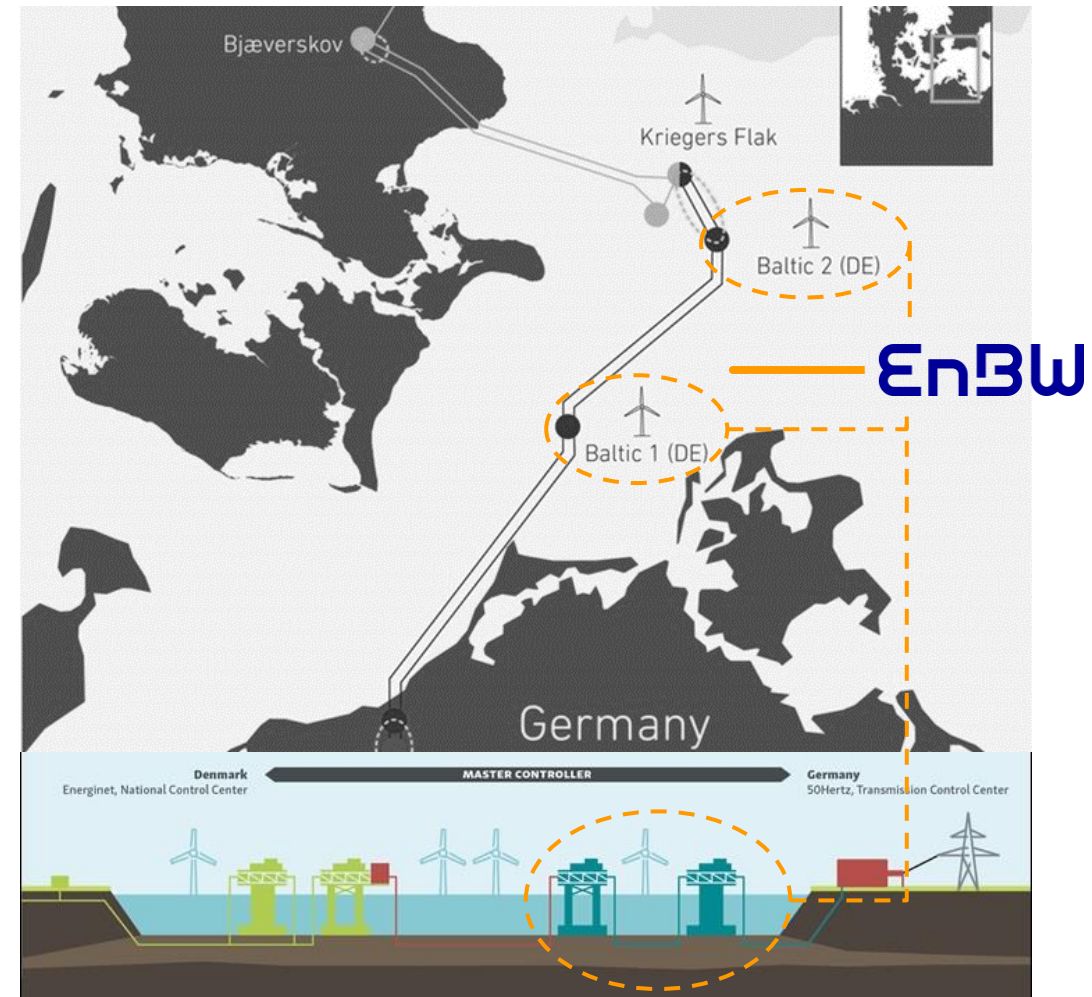 Bjæverskov
Kriegers Flak
Baltic 2 (DE)
EnBW
Baltic 1 (DE)
Germany
Denmark
Energinet, National Control Center
MASTER CONTROLLER
Germany
50Hertz, Transmission Control Center